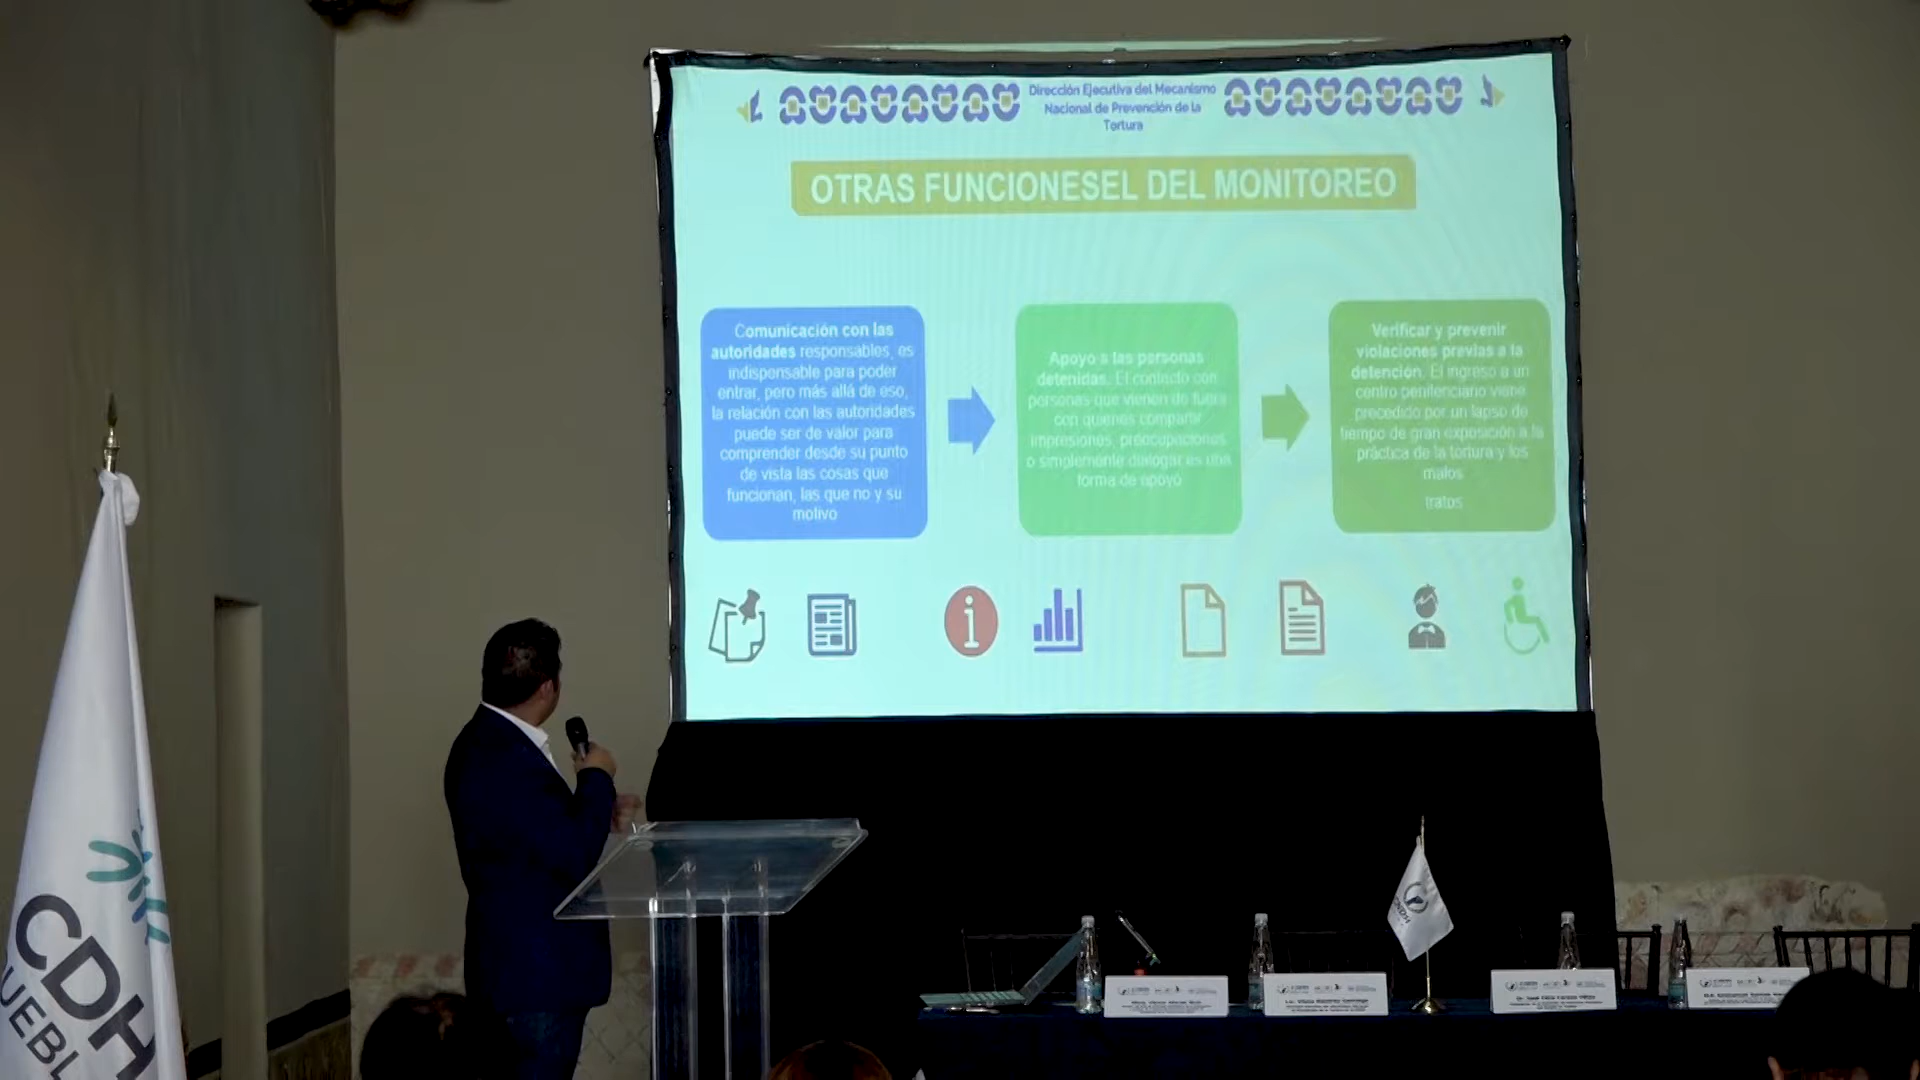 Dirección Ejecutiva del Mecanismo
Nacional de Prevención de la
Tortura
OTRAS FUNCIONESEL DEL MONITOREO
Comunicación con las
autoridades responsables, es
indispensable para poder
entrar, pero más allá de eso,
la relación con las autoridades
puede ser de valor para
comprender desde su punto
de vista las cosas que
funcionan, las que no y su
motivo
Apoyo a las personas
detenidas. El contacto con
personas que vienen de fuera
con quienes compartir
impresiones, preocupaciones
o simplemente dialogar es una
forma de apoyo
Verificar y prevenir
violaciones previas a la
detención. El ingreso a un
centro penitenciario viene
precedido por un lapso de
tiempo de gran exposición a la
práctica de la tortura y los
malos
tratos
CDH
UEBL
CNDH